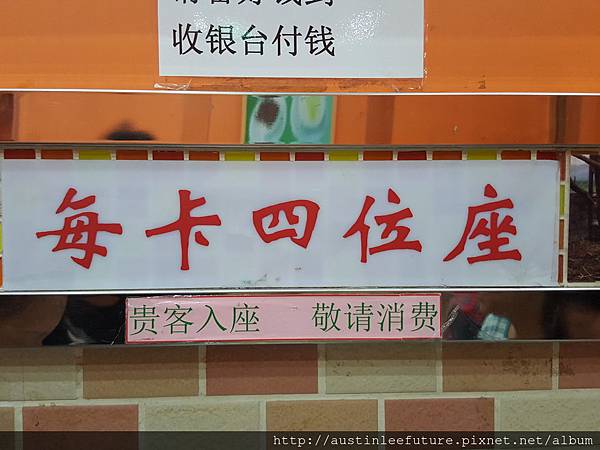 收银台付钱
每卡四位座
贵客入座 敬请消费
http://austinleefuture.pixnet.net/album